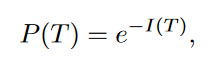 P(T) = e^{-I(T)},